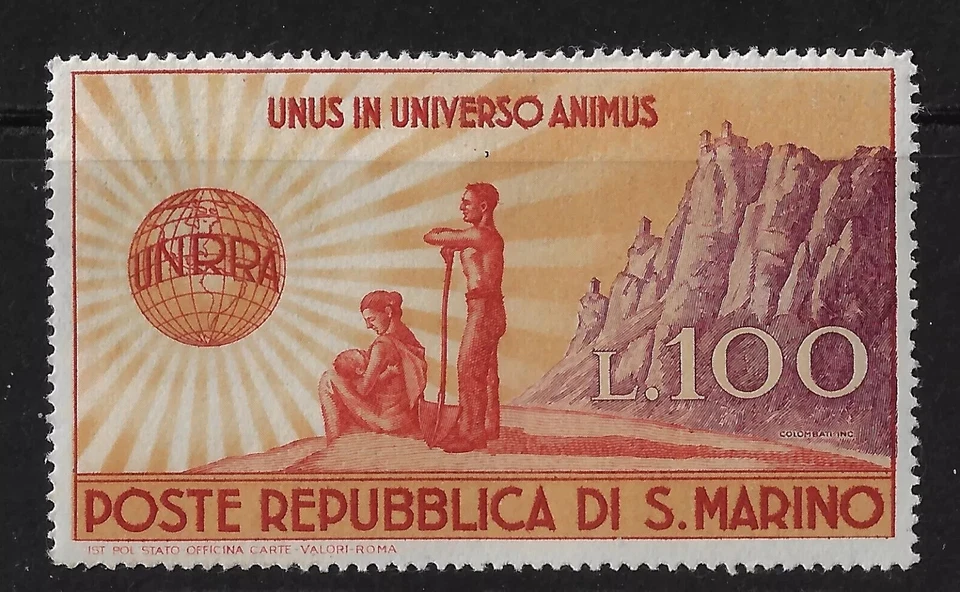 UNUS IN UNIVERSO ANIMUS
UNRRA
L.100
COLOMBATI INC.
POSTE REPUBBLICA DI S. MARINO
IST POL STATO OFFICINA CARTE-VALORI-ROMA